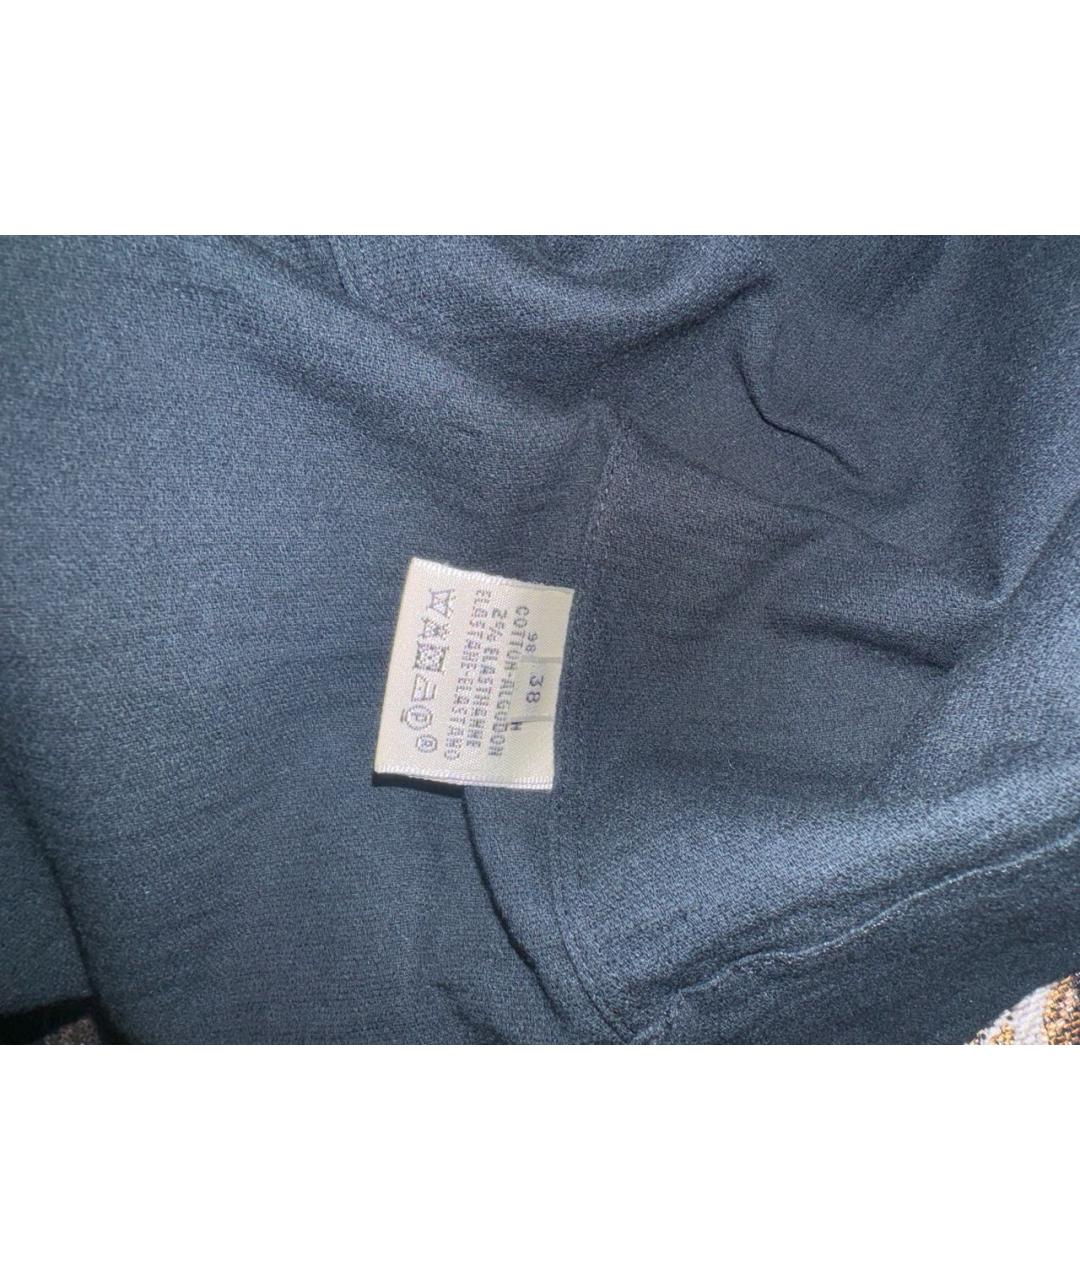 38
98
COTTON-ALGODON
2% ELASTHANNE
ELASTANE-ELASTANO